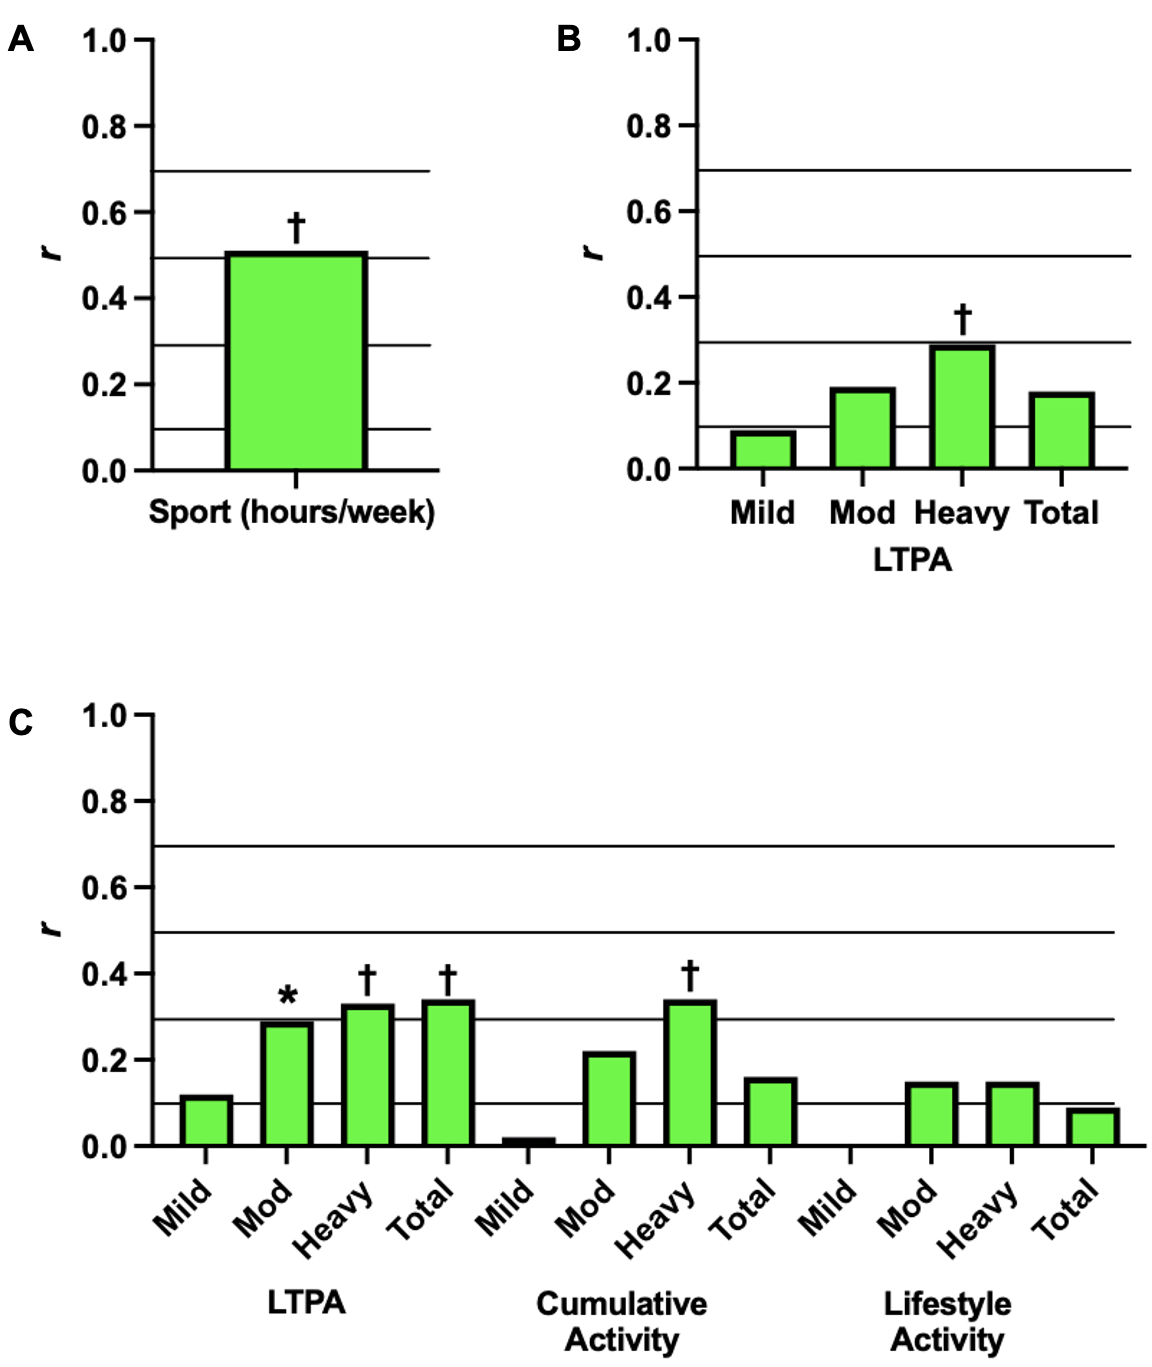 A
1.0
0.8
0.6
0.4
0.2
0.0
r
†
Sport (hours/week)
B
1.0
0.8
0.6
0.4
0.2
0.0
r
†
Mild Mod Heavy Total
LTPA
C
1.0
0.8
0.6
0.4
0.2
0.0
r
* † † †
Mild Mod Heavy Total Mild Mod Heavy Total Mild Mod Heavy Total
LTPA
Cumulative
Activity
Lifestyle
Activity